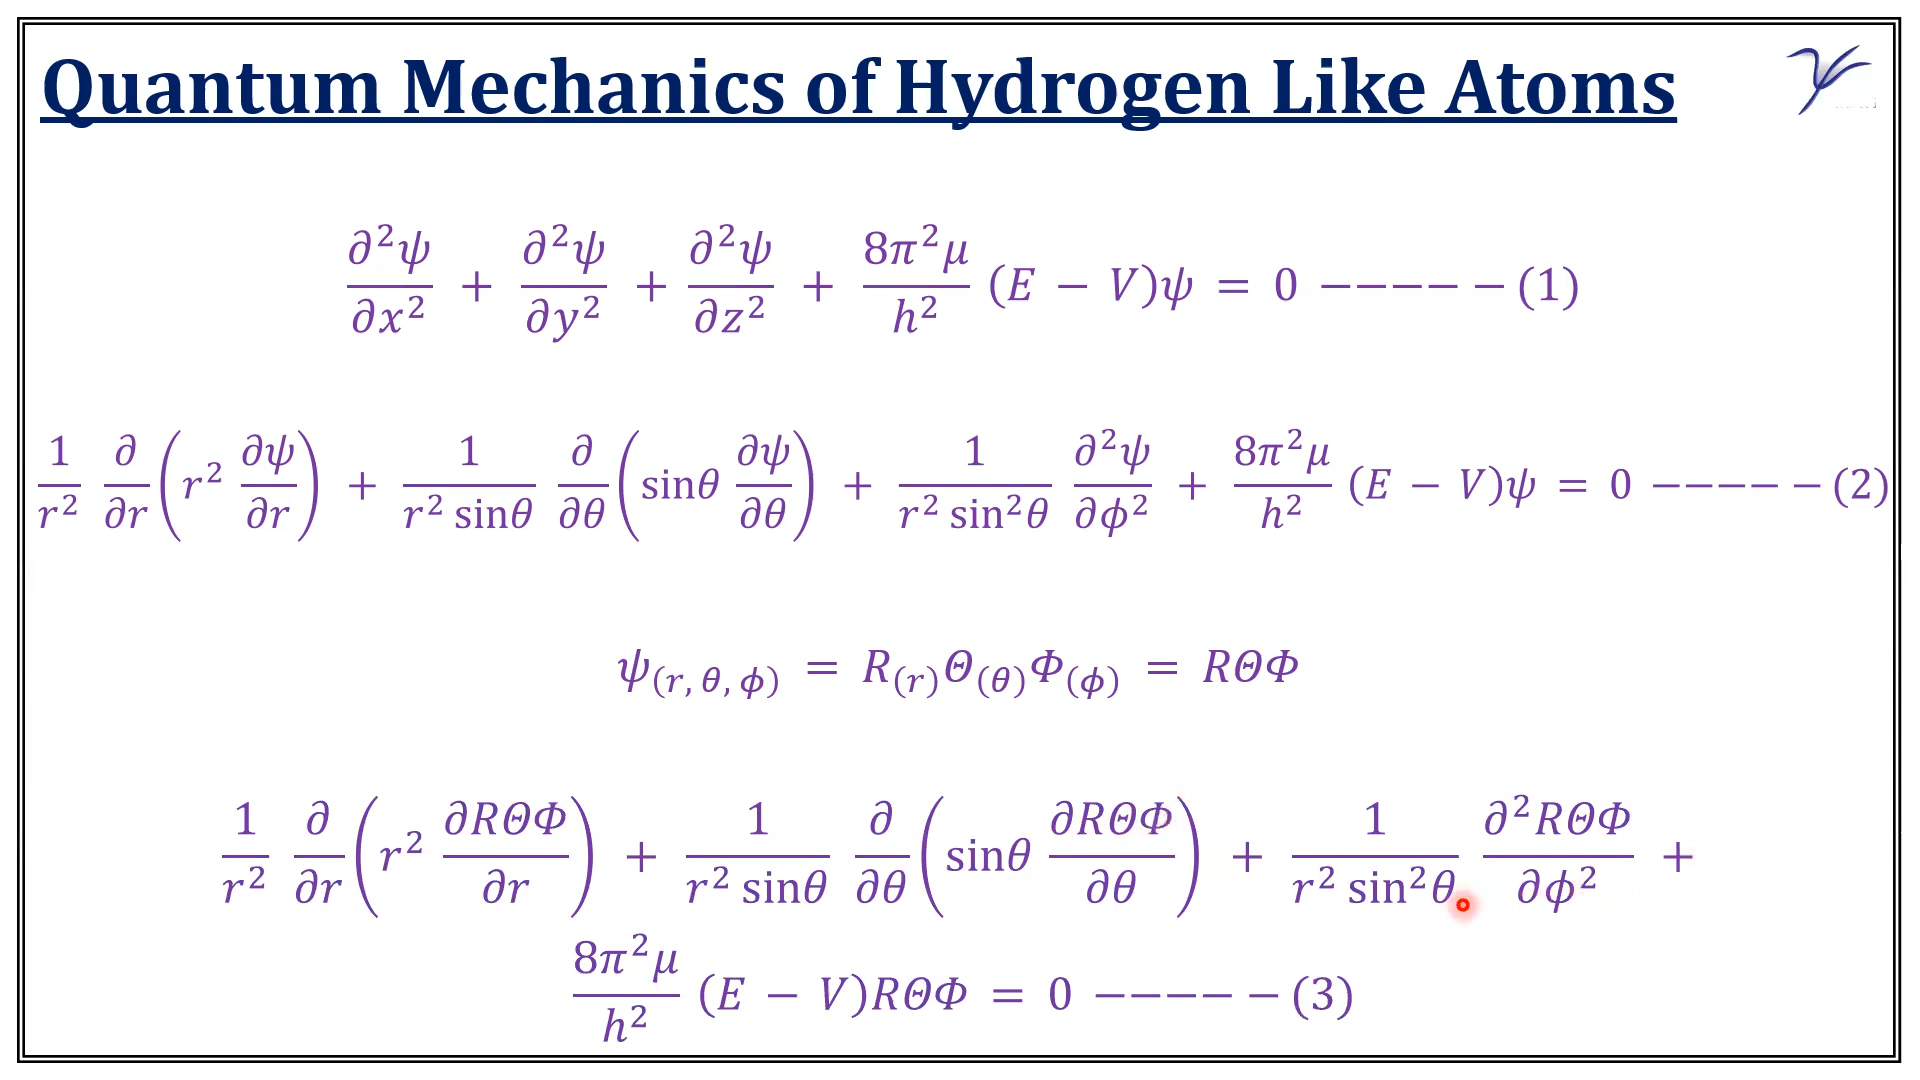 Quantum Mechanics of Hydrogen Like Atoms
∂²ψ/∂x² + ∂²ψ/∂y² + ∂²ψ/∂z² + 8π²μ/h² (E − V)ψ = 0 −−−−−(1)
1/r² ∂/∂r (r² ∂ψ/∂r) + 1/(r² sinθ) ∂/∂θ (sinθ ∂ψ/∂θ) + 1/(r² sin²θ) ∂²ψ/∂ϕ² + 8π²μ/h² (E − V)ψ = 0 −−−−−(2)
ψ(r, θ, ϕ) = R(r)Θ(θ)Φ(ϕ) = RΘΦ
1/r² ∂/∂r (r² ∂RΘΦ/∂r) + 1/(r² sinθ) ∂/∂θ (sinθ ∂RΘΦ/∂θ) + 1/(r² sin²θ) ∂²RΘΦ/∂ϕ² +
8π²μ/h² (E − V)RΘΦ = 0 −−−−−(3)